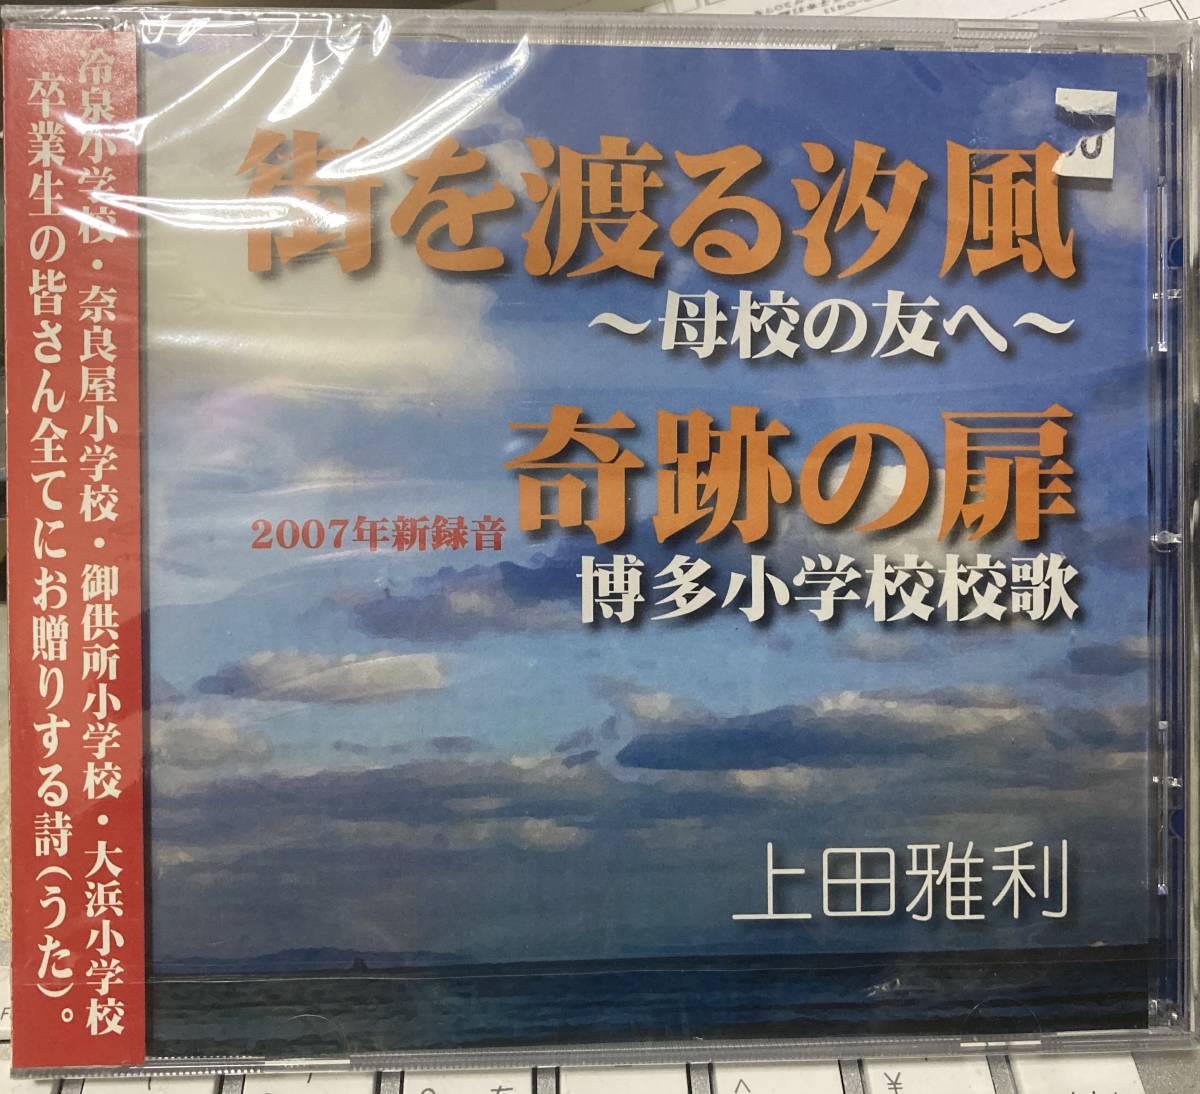 冷泉小学校・奈良屋小学校・御供所小学校・大浜小学校
卒業生の皆さん全てにお贈りする詩(うた)。
街を渡る汐風
～母校の友へ～
奇跡の扉
2007年新録音
博多小学校校歌
上田雅利